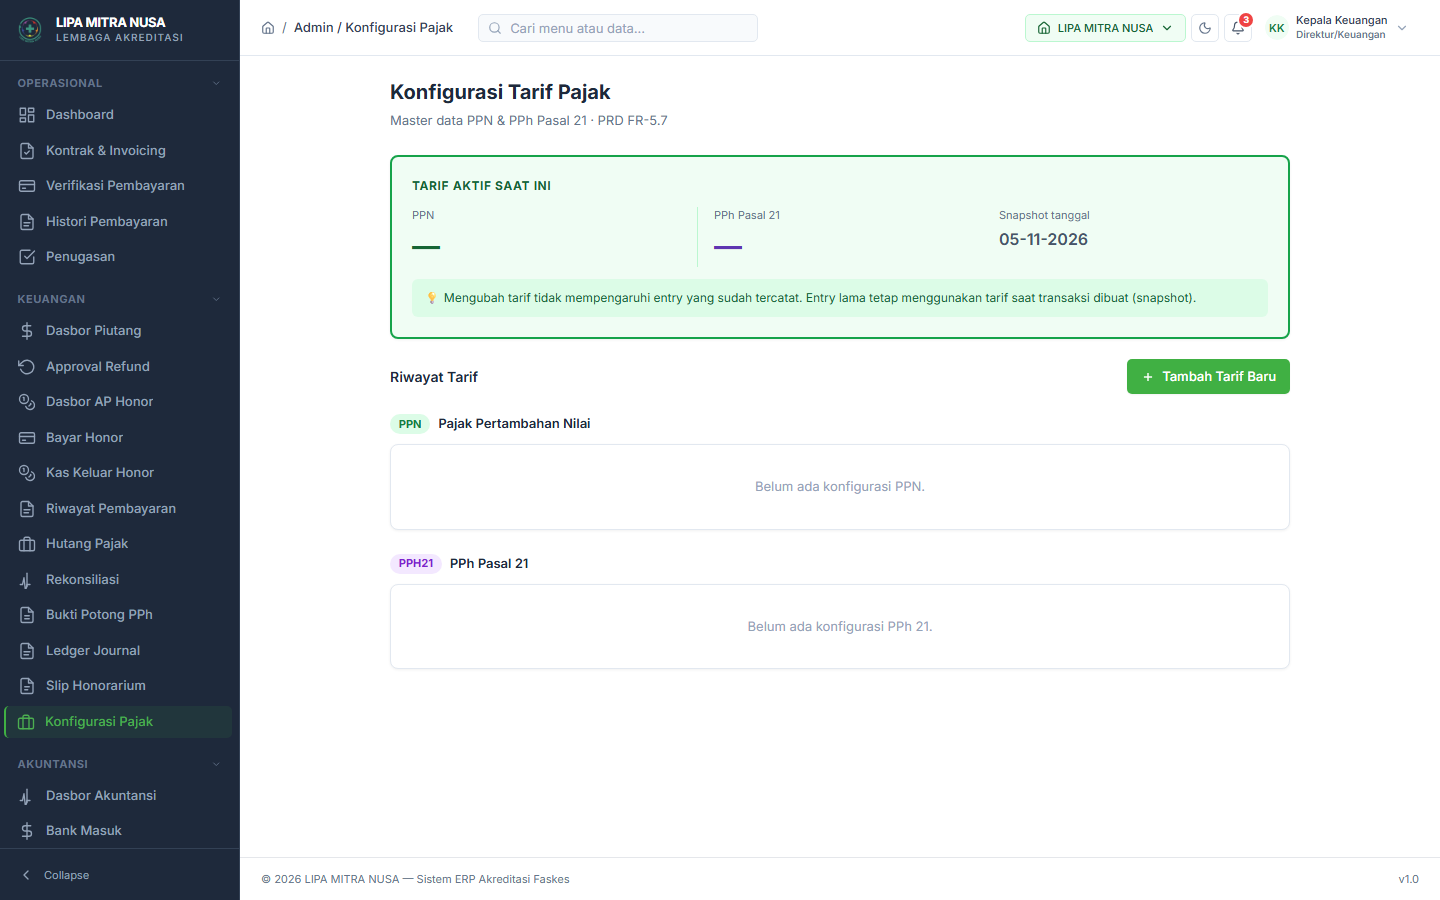 LIPA MITRA NUSA
LEMBAGA AKREDITASI
OPERASIONAL
Dashboard
Kontrak & Invoicing
Verifikasi Pembayaran
Histori Pembayaran
Penugasan
KEUANGAN
Dasbor Piutang
Approval Refund
Dasbor AP Honor
Bayar Honor
Kas Keluar Honor
Riwayat Pembayaran
Hutang Pajak
Rekonsiliasi
Bukti Potong PPh
Ledger Journal
Slip Honorarium
Konfigurasi Pajak
AKUNTANSI
Dasbor Akuntansi
Bank Masuk
Collapse
/ Admin / Konfigurasi Pajak
Cari menu atau data...
LIPA MITRA NUSA
3
KK
Kepala Keuangan
Direktur/Keuangan
Konfigurasi Tarif Pajak
Master data PPN & PPh Pasal 21 · PRD FR-5.7
TARIF AKTIF SAAT INI
PPN
—
PPh Pasal 21
—
Snapshot tanggal
05-11-2026
💡 Mengubah tarif tidak mempengaruhi entry yang sudah tercatat. Entry lama tetap menggunakan tarif saat transaksi dibuat (snapshot).
Riwayat Tarif
+ Tambah Tarif Baru
PPN Pajak Pertambahan Nilai
Belum ada konfigurasi PPN.
PPH21 PPh Pasal 21
Belum ada konfigurasi PPh 21.
© 2026 LIPA MITRA NUSA — Sistem ERP Akreditasi Faskes
v1.0